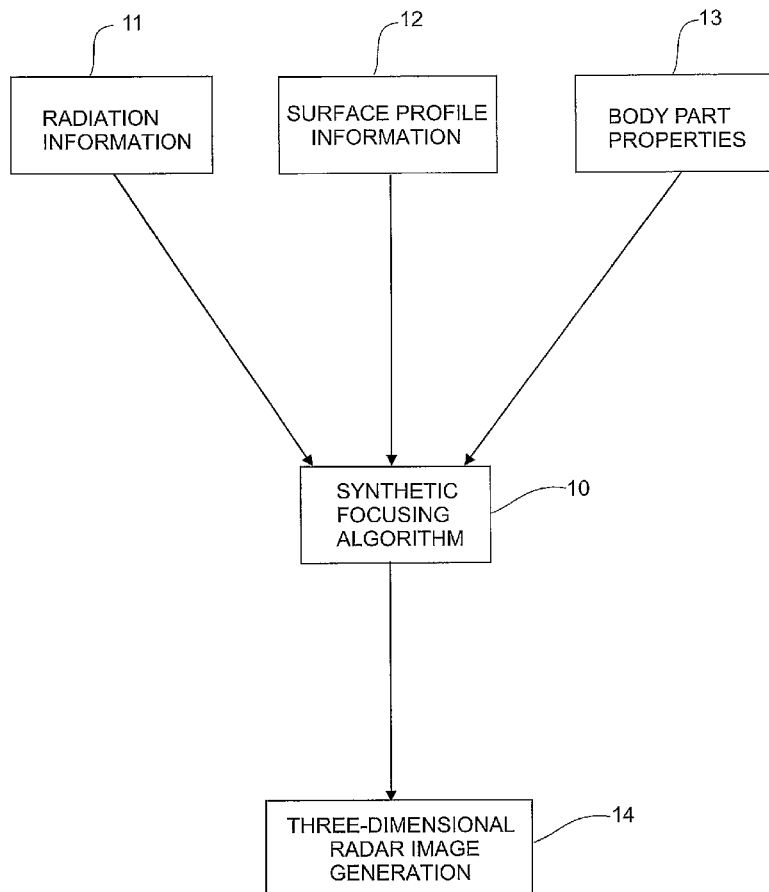 11
12
13
RADIATION
INFORMATION
SURFACE PROFILE
INFORMATION
BODY PART
PROPERTIES
SYNTHETIC
FOCUSING
ALGORITHM
10
THREE-DIMENSIONAL
RADAR IMAGE
GENERATION
14